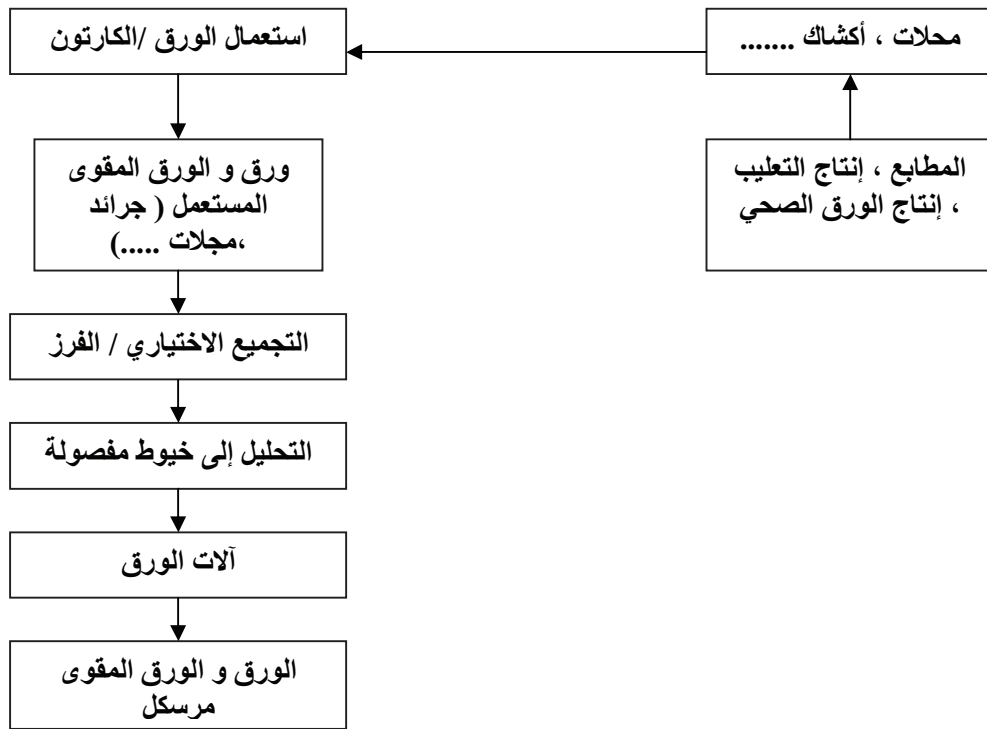 محلات ، أكشاك .......
استعمال الورق /الكارتون
المطابع ، إنتاج التعليب
، إنتاج الورق الصحي
ورق و الورق المقوى
المستعمل ( جرائد
،مجلات .....)
التجميع الاختياري / الفرز
التحليل إلى خيوط مفصولة
آلات الورق
الورق و الورق المقوى
مرسكل